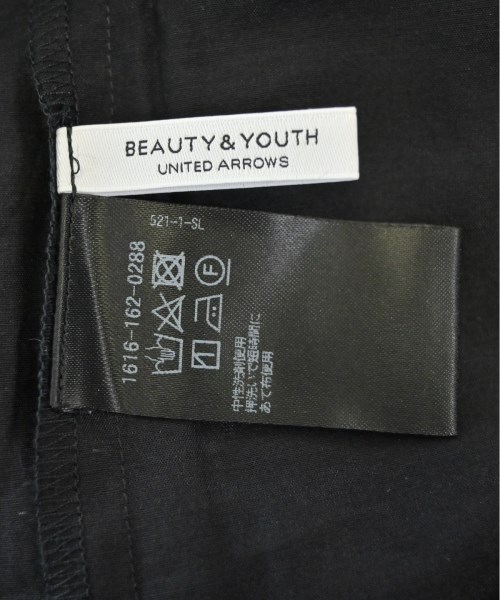 BEAUTY & YOUTH
UNITED ARROWS
521-1-SL
1616-162-0288
F
中性洗剤使用
押洗いで短時間に
あて布使用